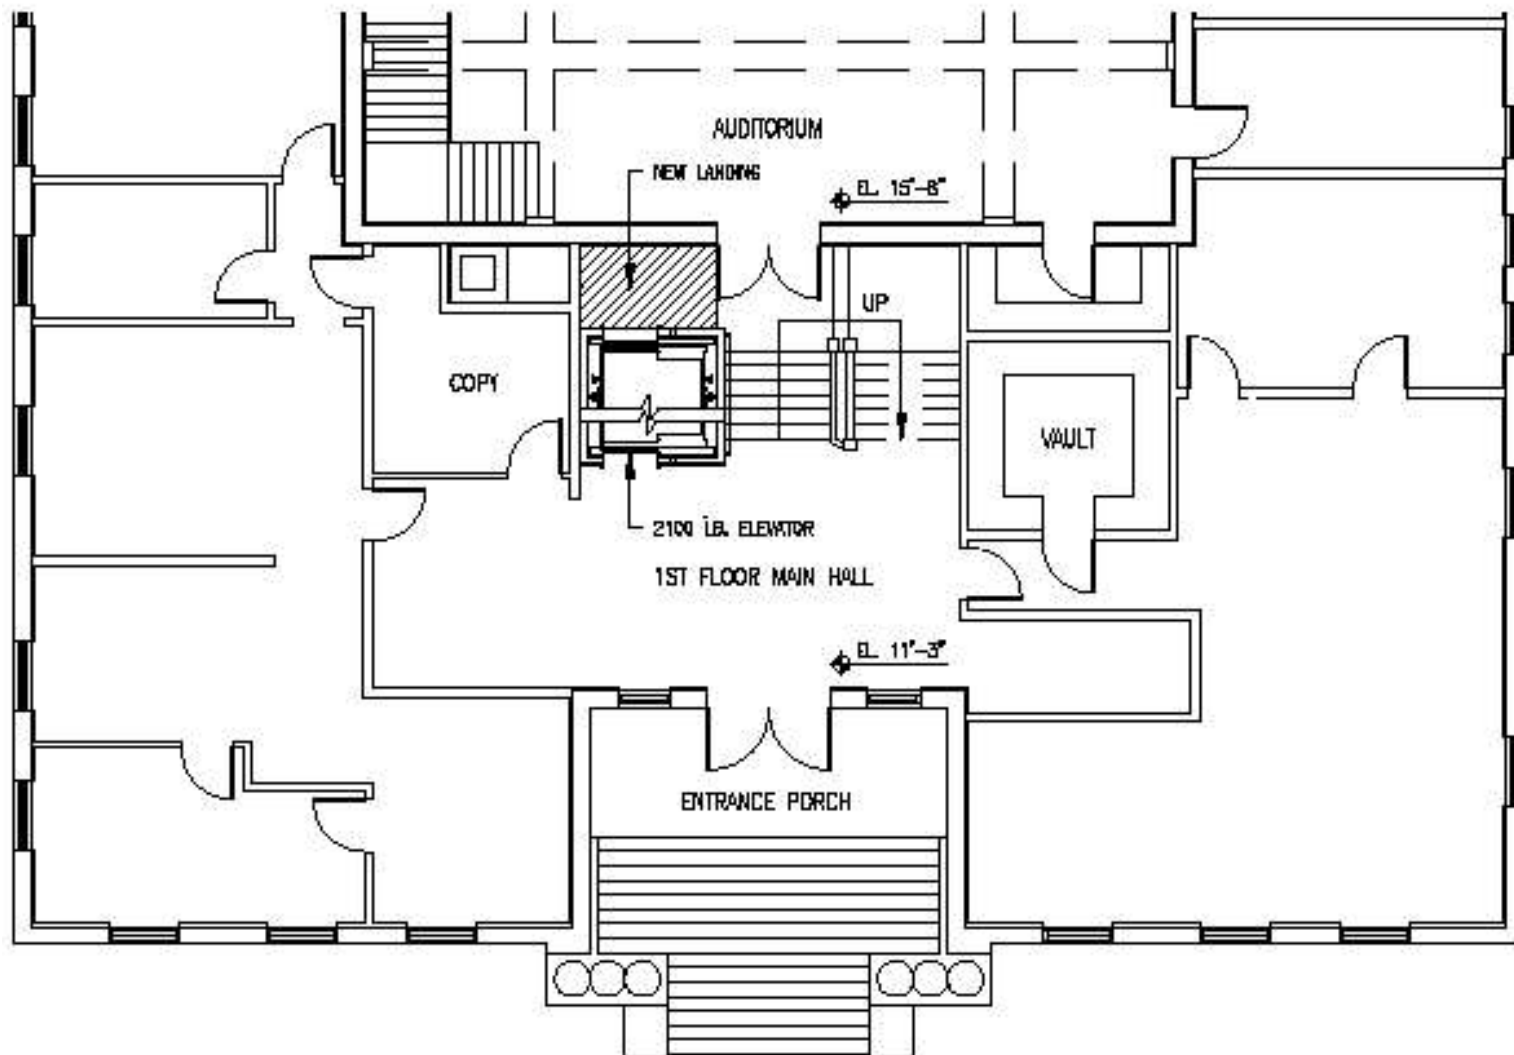 AUDITORIUM
NEW LANDING
EL. 15'-8"
UP
COPY
VAULT
2100 LB. ELEVATOR
1ST FLOOR MAIN HALL
EL. 11'-3"
ENTRANCE PORCH